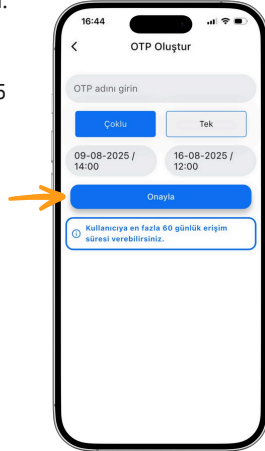 16:44
OTP Oluştur
OTP adını girin
Çoklu
Tek
09-08-2025 /
14:00
16-08-2025 /
12:00
Onayla
Kullanıcıya en fazla 60 günlük erişim
süresi verebilirsiniz.